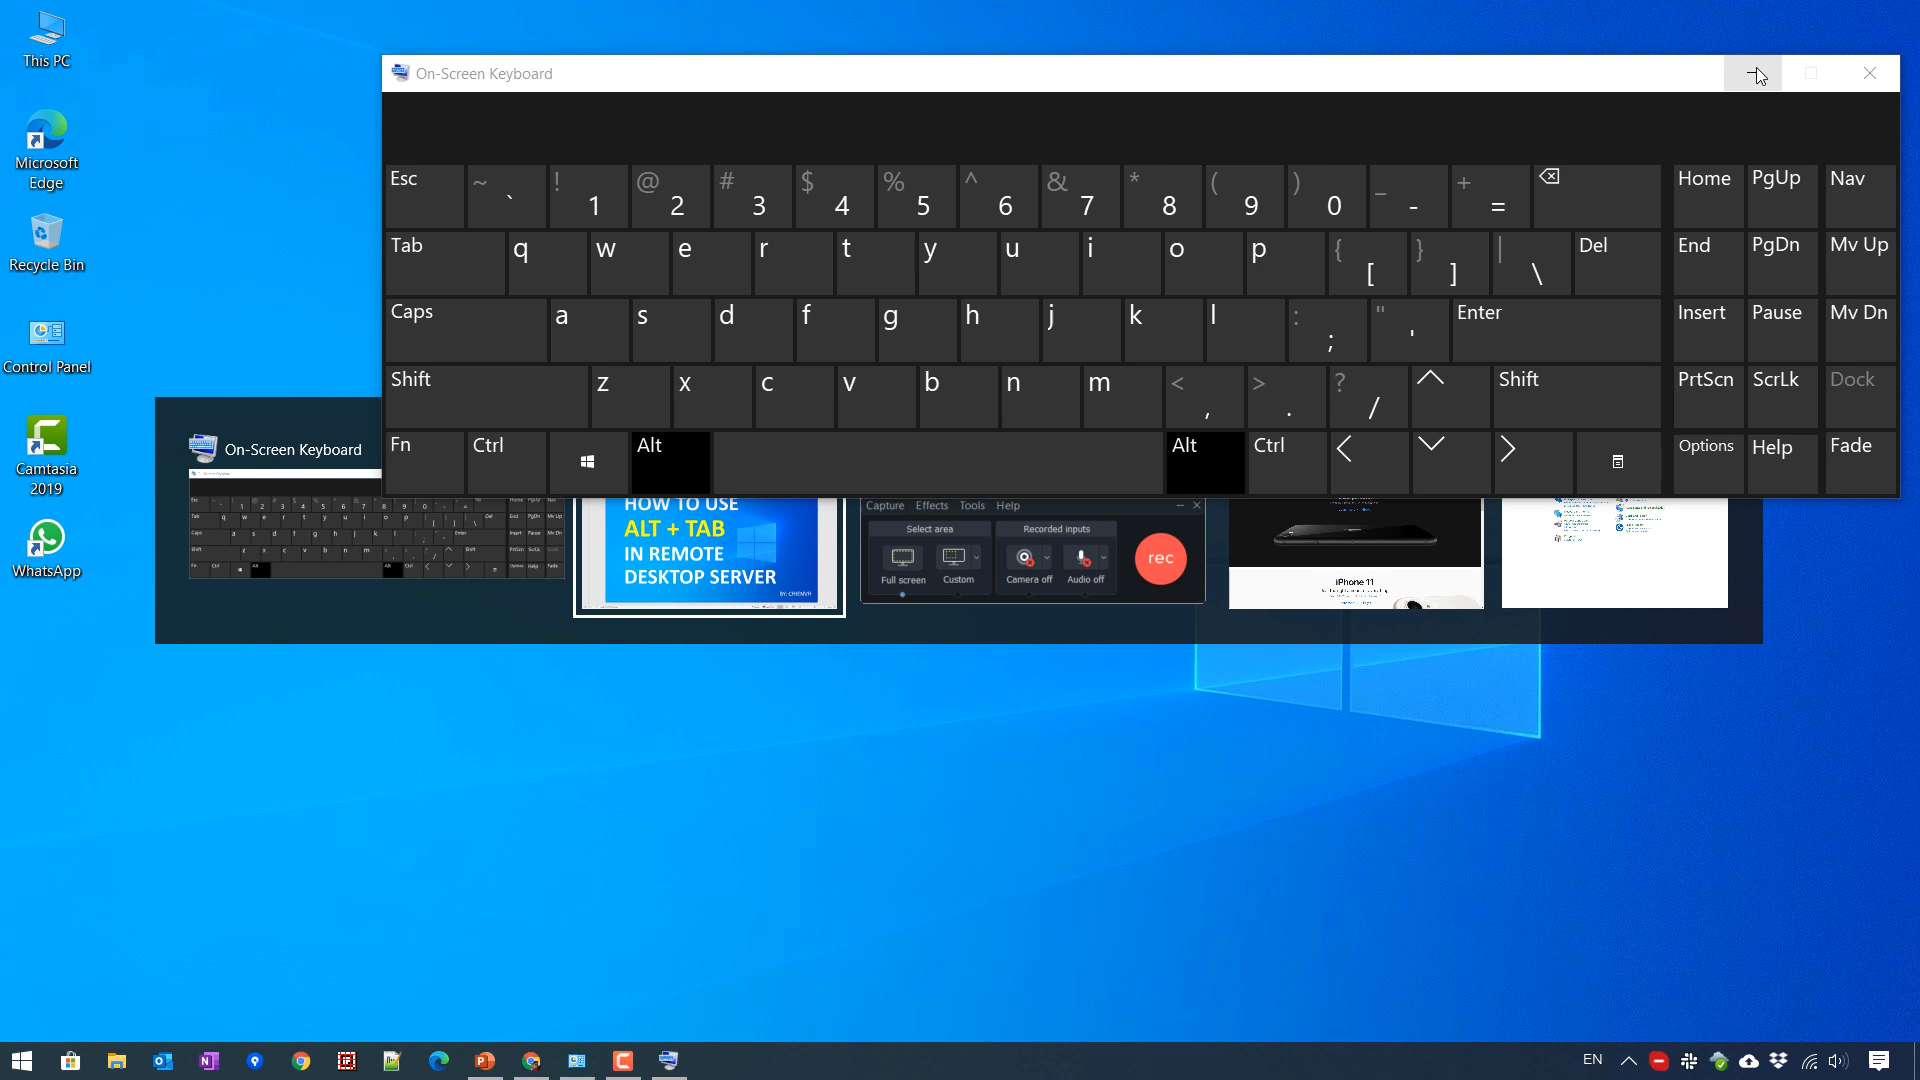 This PC
Microsoft
Edge
Recycle Bin
Control Panel
Camtasia
2019
WhatsApp
On-Screen Keyboard
Esc ~ ` ! 1 @ 2 # 3 $ 4 % 5 ^ 6 & 7 * 8 ( 9 ) 0 _ - + = Home PgUp Nav
Tab q w e r t y u i o p { [ } ] | \ Del End PgDn Mv Up
Caps a s d f g h j k l : ; " ' Enter Insert Pause Mv Dn
Shift z x c v b n m < , > . ? / Shift PrtScn ScrLk Dock
Fn Ctrl Alt Alt Ctrl Options Help Fade
On-Screen Keyboard
HOW TO USE
ALT + TAB
IN REMOTE
DESKTOP SERVER
BY: CHIENVH
Capture Effects Tools Help
Select area Recorded inputs
rec
Full screen Custom Camera off Audio off
iPhone 11
EN